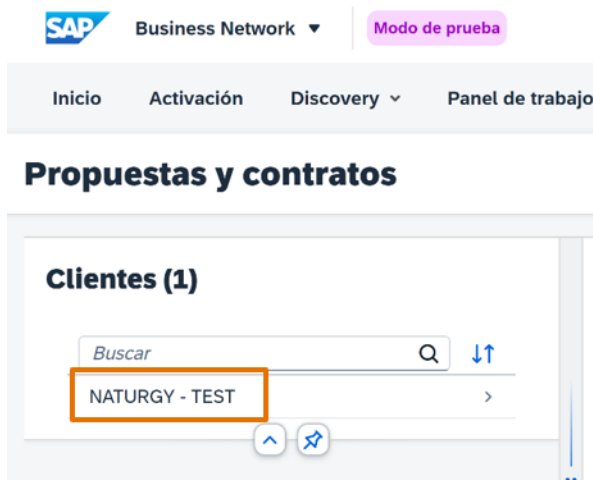 SAP Business Network Modo de prueba
Inicio Activación Discovery Panel de trabajo
Propuestas y contratos
Clientes (1)
Buscar
NATURGY - TEST